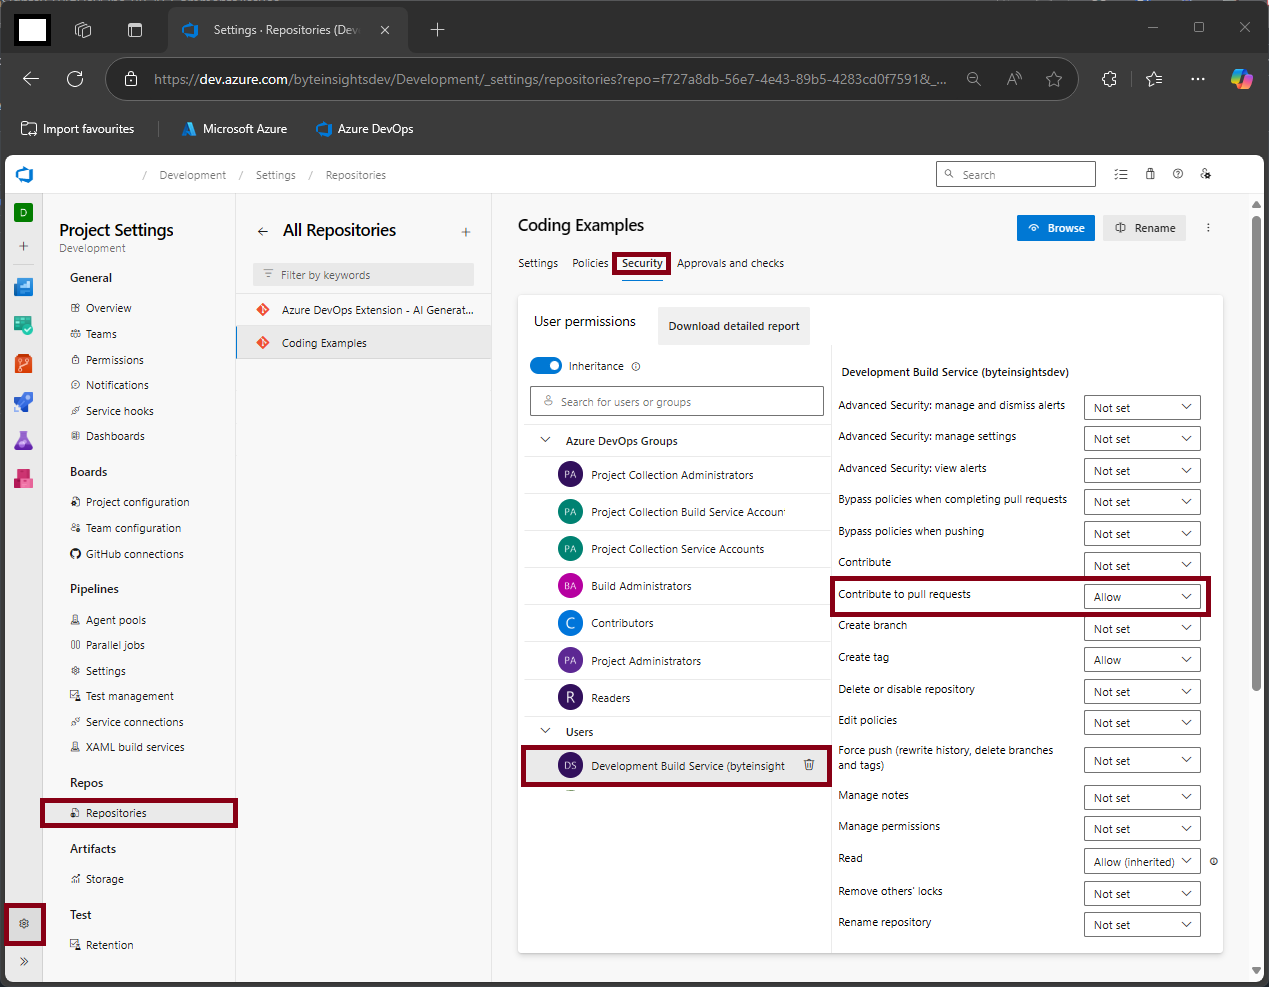 Settings · Repositories (Dev
https://dev.azure.com/byteinsightsdev/Development/_settings/repositories?repo=f727a8db-56e7-4e43-89b5-4283cd0f7591&_...
Import favourites
Microsoft Azure
Azure DevOps
/ Development / Settings / Repositories
Search
D
Project Settings
Development
General
Overview
Teams
Permissions
Notifications
Service hooks
Dashboards
Boards
Project configuration
Team configuration
GitHub connections
Pipelines
Agent pools
Parallel jobs
Settings
Test management
Service connections
XAML build services
Repos
Repositories
Artifacts
Storage
Test
Retention
All Repositories
Filter by keywords
Azure DevOps Extension - AI Generat...
Coding Examples
Coding Examples
Browse
Rename
Settings Policies Security Approvals and checks
User permissions
Download detailed report
Inheritance
Search for users or groups
Azure DevOps Groups
PA Project Collection Administrators
PA Project Collection Build Service Accoun
PA Project Collection Service Accounts
BA Build Administrators
C Contributors
PA Project Administrators
R Readers
Users
DS Development Build Service (byteinsight
Development Build Service (byteinsightsdev)
Advanced Security: manage and dismiss alerts Not set
Advanced Security: manage settings Not set
Advanced Security: view alerts Not set
Bypass policies when completing pull requests Not set
Bypass policies when pushing Not set
Contribute Not set
Contribute to pull requests Allow
Create branch Not set
Create tag Allow
Delete or disable repository Not set
Edit policies Not set
Force push (rewrite history, delete branches
and tags) Not set
Manage notes Not set
Manage permissions Not set
Read Allow (inherited)
Remove others' locks Not set
Rename repository Not set